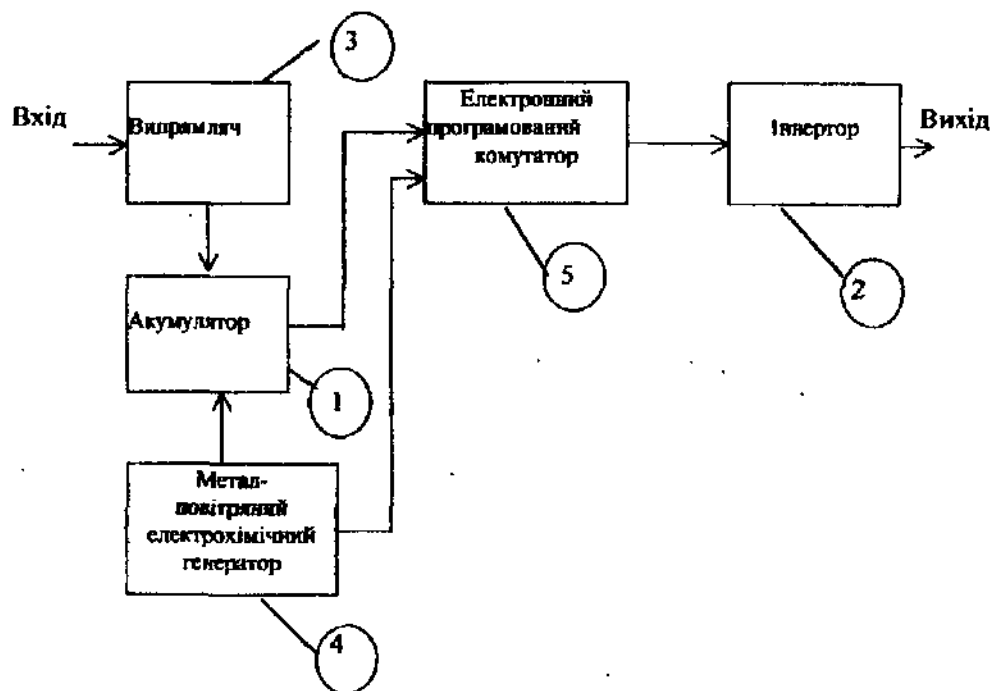 3
Вхід
Випрямляч
Електронний
програмований
комутатор
Інвертор
Вихід
5
2
Акумулятор
1
Метал-
повітряний
електрохімічний
генератор
4